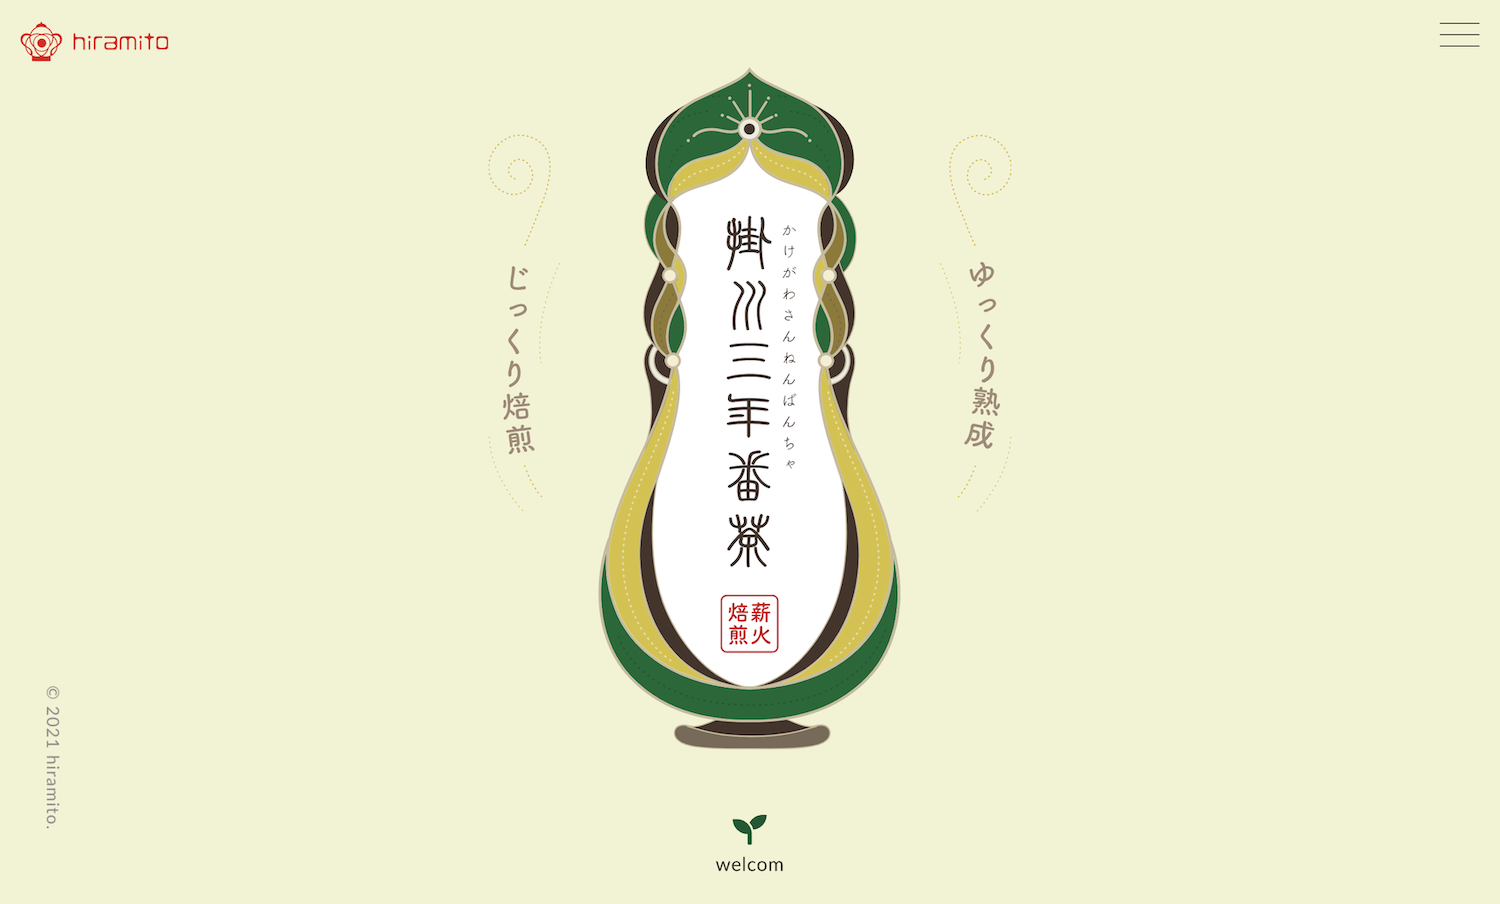 hiramito
ゆっくり熟成
かけがわさんねんばんちゃ
掛川三年番茶
薪火
焙煎
じっくり焙煎
© 2021 hiramito.
welcom